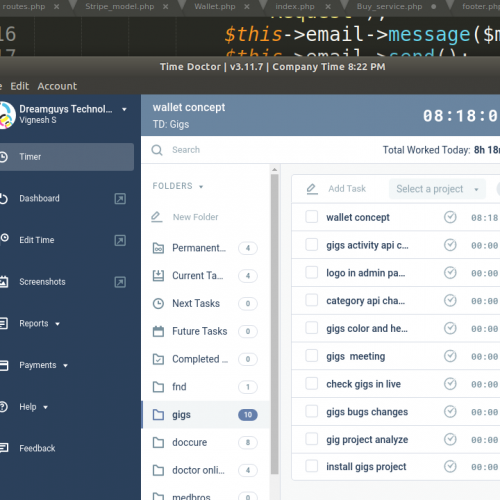 routes.php × Stripe_model.php × Wallet.php × index.php × Buy_service.php footer.php
16 $this->email->message($m
17 $this->email->send();
Time Doctor | v3.11.7 | Company Time 8:22 PM
Edit Account
Dreamguys Technol...
Vignesh S
wallet concept
TD: Gigs
08:18:0
Timer
Search
Total Worked Today: 8h 18m
Dashboard
Edit Time
Screenshots
Reports
Payments
Help
Feedback
FOLDERS
New Folder
Permanent... 4
Current Ta... 4
Next Tasks 4
Future Tasks 4
Completed ...
fnd 1
gigs 10
doccure 8
doctor onli... 4
medbros
Add Task Select a project
wallet concept 08:18
gigs activity api c... 00:00
logo in admin pa... 00:00
category api cha... 00:00
gigs color and he... 00:00
gigs meeting 00:00
check gigs in live 00:00
gigs bugs changes 00:00
gig project analyze 00:00
install gigs project 00:00